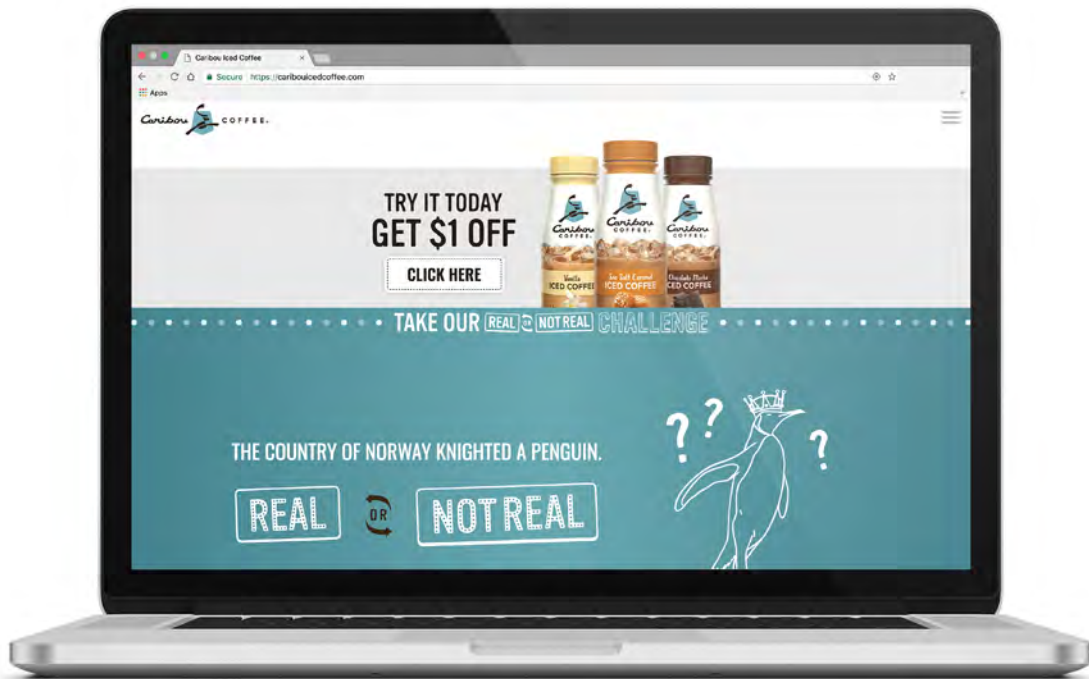 Caribou Iced Coffee
Secure https://caribouicedcoffee.com
Apps
Caribou COFFEE.
TRY IT TODAY
GET $1 OFF
CLICK HERE
Caribou
COFFEE.
Vanilla
ICED COFFEE
Caribou
COFFEE.
Sea Salt Caramel
ICED COFFEE
Caribou
COFFEE.
Chocolate Mocha
ICED COFFEE
TAKE OUR REAL OR NOT REAL CHALLENGE
THE COUNTRY OF NORWAY KNIGHTED A PENGUIN.
? ? ?
REAL OR NOT REAL